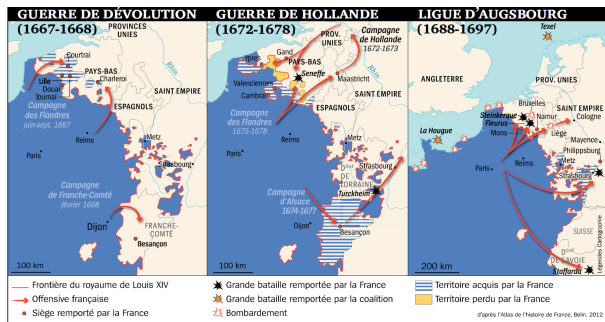 GUERRE DE DÉVOLUTION
(1667-1668)
PROVINCES
UNIES
Courtrai
PAYS-BAS
Charleroi
Rhin
Lille
Douai
Tournai
SAINT EMPIRE
ESPAGNOLS
Campagne
des Flandres
juin-sept. 1667
Reims
Metz
Paris
Strasbourg
Campagne
de Franche-Comté
février 1668
Dijon
FRANCHE-
COMTÉ
Besançon
100 km
GUERRE DE HOLLANDE
(1672-1678)
Campagne
de Hollande
1672-1673
PROV.
UNIES
Gand
Ypres
PAYS-BAS
Seneffe
Rhin
Maastricht
Valenciennes
Cambrai
SAINT EMPIRE
ESPAGNOLS
Campagne
des Flandres
1675-1678
Reims
Metz
Paris
Strasbourg
DCHÉ DE
LORRAINE
Turckheim
Campagne
d'Alsace
1674-1677
Dijon
Besançon
100 km
LIGUE D'AUGSBOURG
(1688-1697)
Texel
ANGLETERRE
PROV. UNIES
Bruxelles
SAINT EMPIRE
Steinkerque
Fleurus
Namur
Cologne
Mons
Liège
La Hougue
Mayence
Philippsburg
Reims
Metz
Paris
Strasbourg
SUISSE
DCHÉ
DE SAVOIE
Staffarda
200 km
Légendes Cartographie
Frontière du royaume de Louis XIV
Offensive française
Siège remporté par la France
Grande bataille remportée par la France
Grande bataille remportée par la coalition
Bombardement
Territoire acquis par la France
Territoire perdu par la France
d'après l'Atlas de l'histoire de France, Belin, 2012